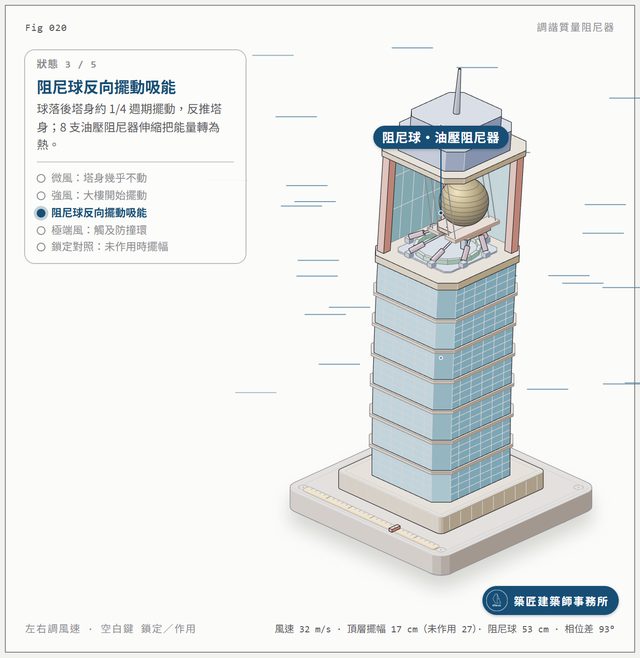 Fig 020
調諧質量阻尼器
狀態 3 / 5
阻尼球反向擺動吸能
球落後塔身約 1/4 週期擺動，反推塔
身；8 支油壓阻尼器伸縮把能量轉為
熱。
微風：塔身幾乎不動
強風：大樓開始擺動
阻尼球反向擺動吸能
極端風：觸及防撞環
鎖定對照：未作用時擺幅
阻尼球・油壓阻尼器
築匠建築師事務所
左右調風速 · 空白鍵 鎖定／作用
風速 32 m/s · 頂層擺幅 17 cm（未作用 27）· 阻尼球 53 cm · 相位差 93°